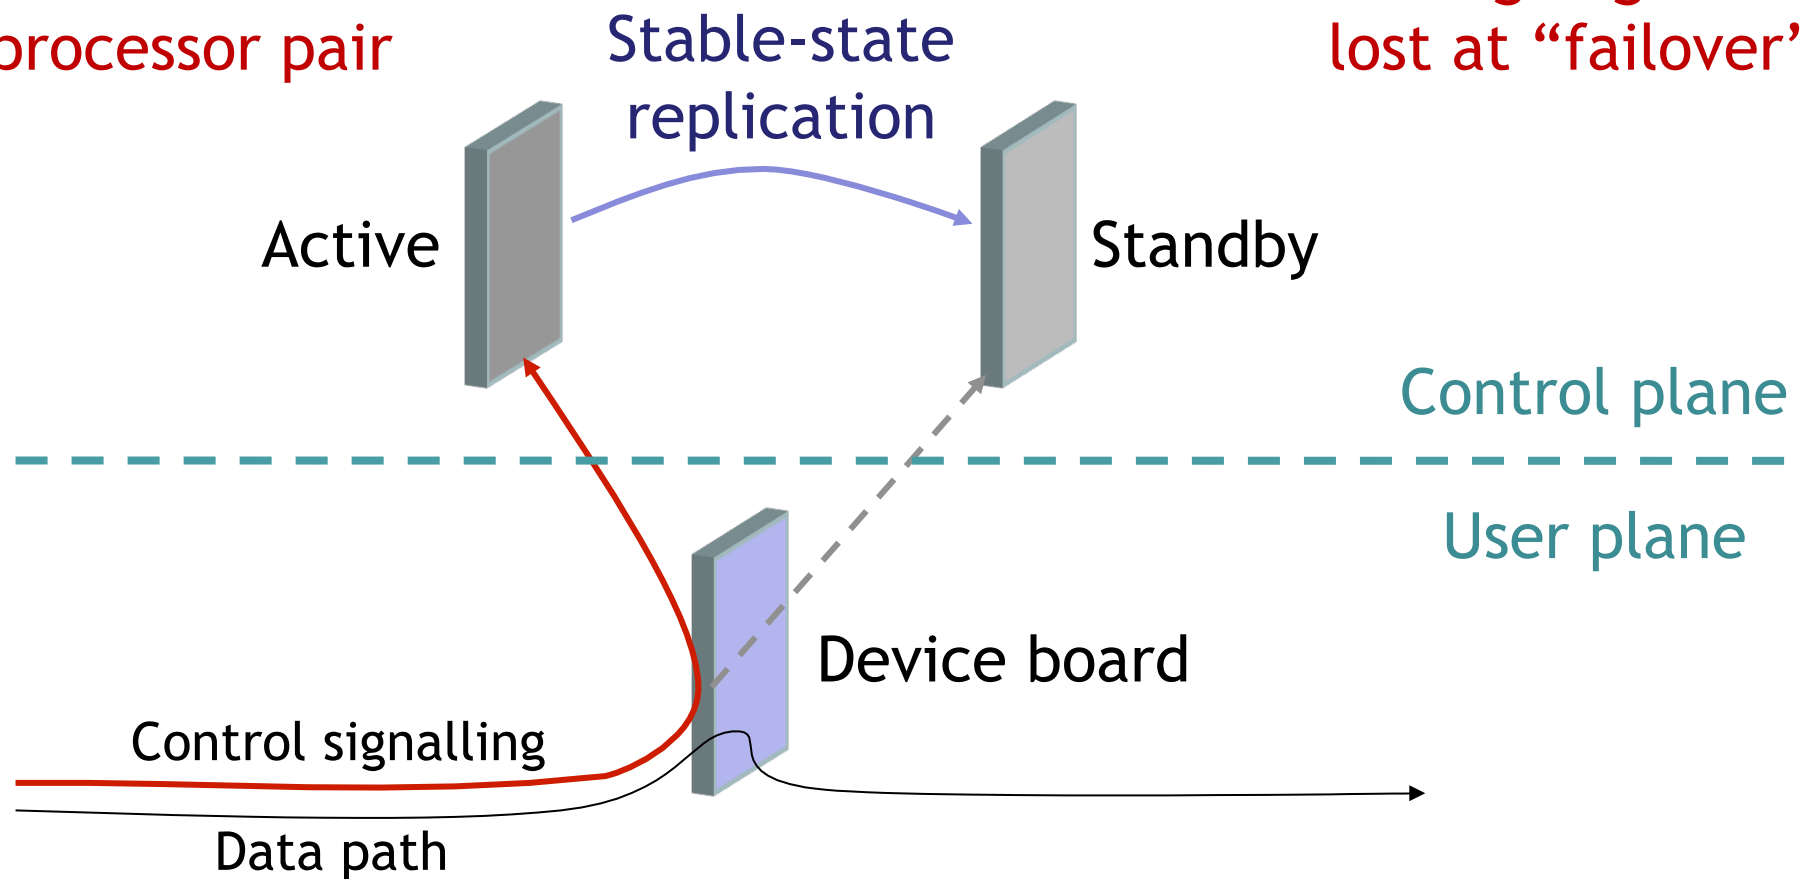 processor pair
Stable-state
replication
lost at “failover’
Active
Standby
Control plane
User plane
Device board
Control signalling
Data path